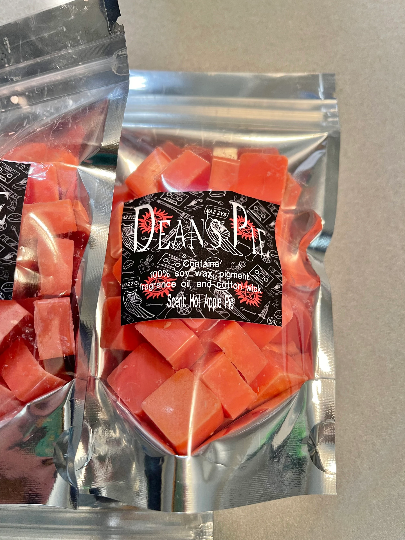 DEAN'S PIE
Contains
100% soy wax, pigment,
fragrance oil, and cotton wick
Scent: Hot Apple Pie